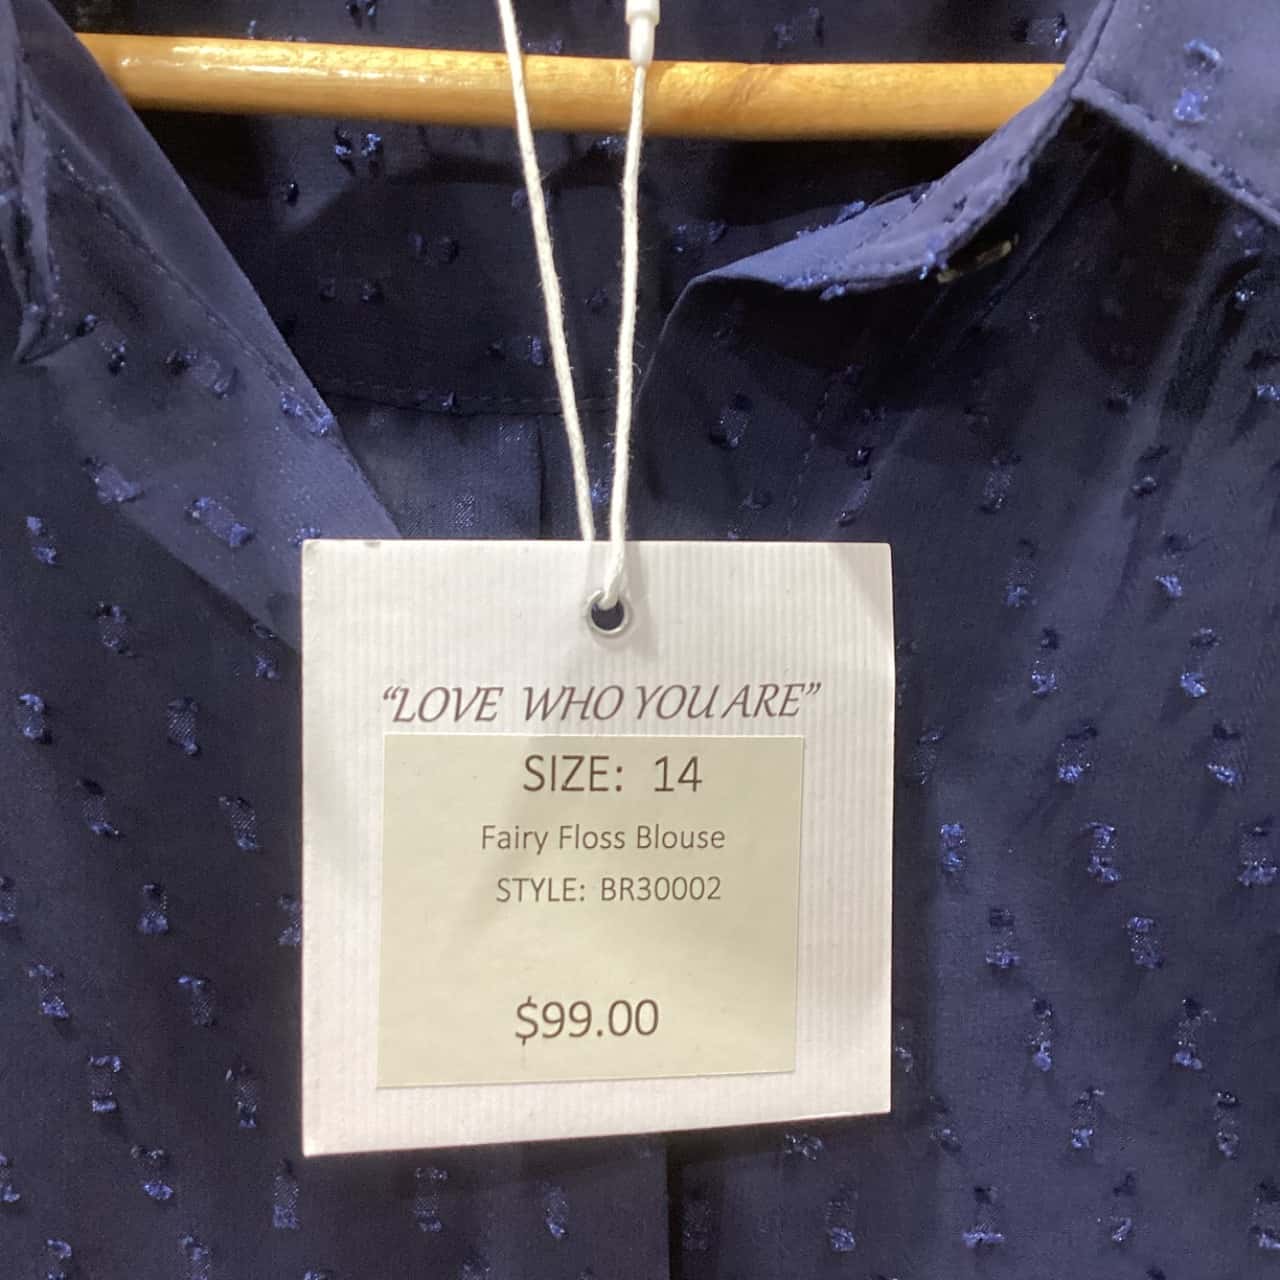 “LOVE WHO YOU ARE”
SIZE: 14
Fairy Floss Blouse
STYLE: BR30002
$99.00